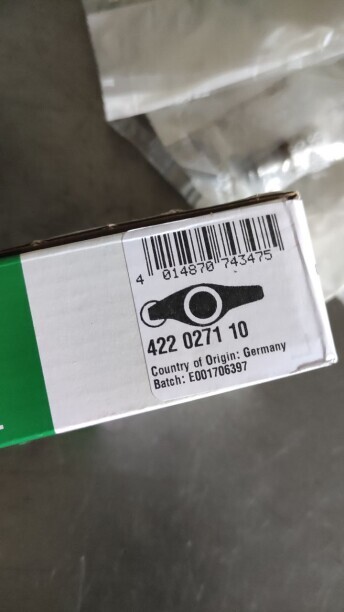 4 014870 743475
422 0271 10
Country of Origin: Germany
Batch: E001706397